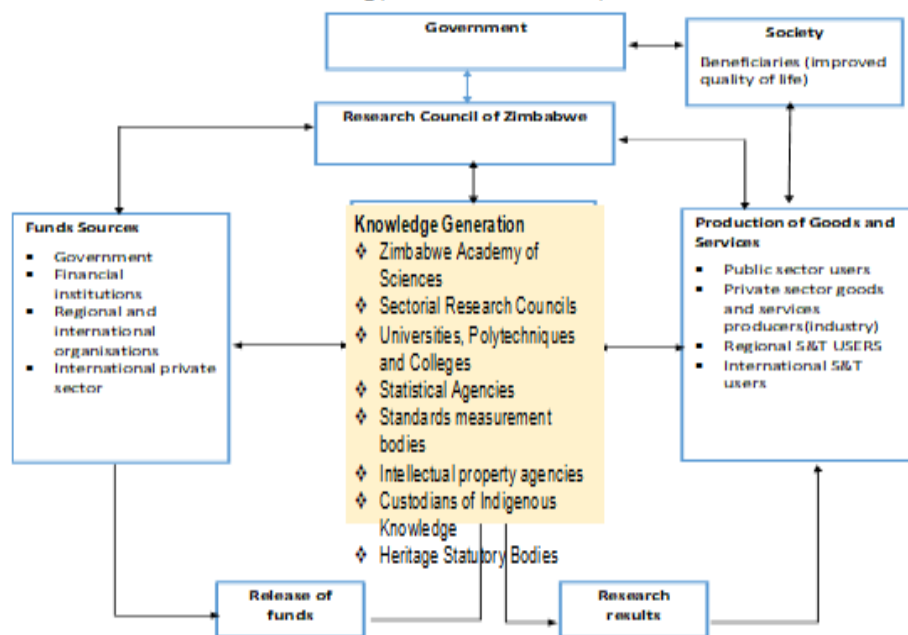 Government
Society
Beneficiaries (improved
quality of life)
Research Council of Zimbabwe
Funds Sources
▪ Government
▪ Financial
institutions
▪ Regional and
international
organisations
▪ International private
sector
Knowledge Generation
❖ Zimbabwe Academy of
Sciences
❖ Sectorial Research Councils
❖ Universities, Polytechniques
and Colleges
❖ Statistical Agencies
❖ Standards measurement
bodies
❖ Intellectual property agencies
❖ Custodians of Indigenous
Knowledge
❖ Heritage Statutory Bodies
Production of Goods and
Services
▪ Public sector users
▪ Private sector goods
and services
producers(industry)
▪ Regional S&T USERS
▪ International S&T
users
Release of
funds
Research
results